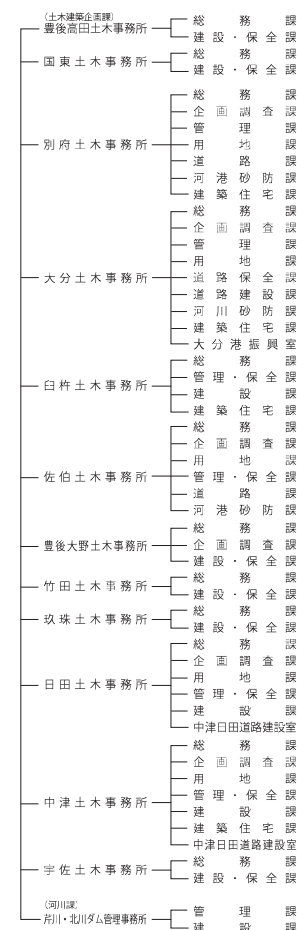 (土木建築企画課)
豊後高田土木事務所
総務課
建設・保全課
国東土木事務所
総務課
建設・保全課
別府土木事務所
総務課
企画調査課
管理課
用地課
道路課
河港砂防課
建築住宅課
大分土木事務所
総務課
企画調査課
管理課
用地課
道路保全課
道路建設課
河川砂防課
建築住宅課
大分港振興室
臼杵土木事務所
総務課
管理・保全課
建設課
建築住宅課
佐伯土木事務所
総務課
企画調査課
用地課
管理・保全課
道路課
河港砂防課
豊後大野土木事務所
総務課
企画調査課
建設・保全課
竹田土木事務所
総務課
建設・保全課
玖珠土木事務所
総務課
建設・保全課
日田土木事務所
総務課
企画調査課
用地課
管理・保全課
建設課
中津日田道路建設室
中津土木事務所
総務課
企画調査課
用地課
管理・保全課
建設課
建築住宅課
中津日田道路建設室
宇佐土木事務所
総務課
建設・保全課
(河川課)
芹川・北川ダム管理事務所
管理課
建設課